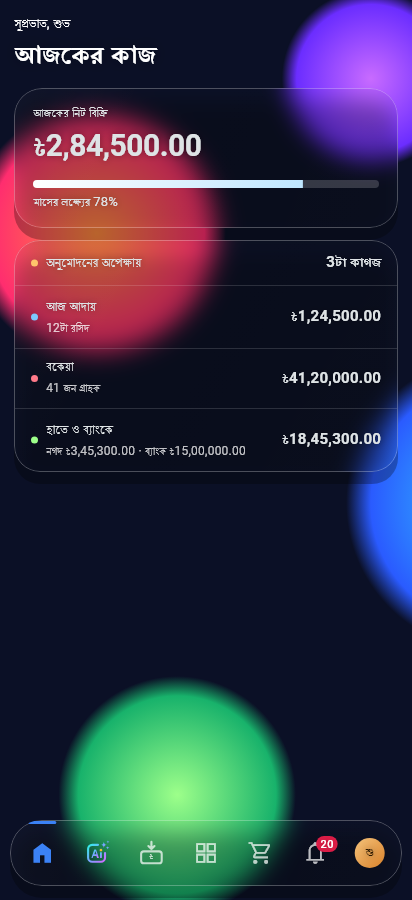 সুপ্রভাত, শুভ
আজকের কাজ
আজকের নিট বিক্রি
৳2,84,500.00
মাসের লক্ষ্যের 78%
অনুমোদনের অপেক্ষায় 3টা কাগজ
আজ আদায়
12টা রসিদ
৳1,24,500.00
বকেয়া
41 জন গ্রাহক
৳41,20,000.00
হাতে ও ব্যাংকে
নগদ ৳3,45,300.00 · ব্যাংক ৳15,00,000.00
৳18,45,300.00
Ai ৳ 20 শু